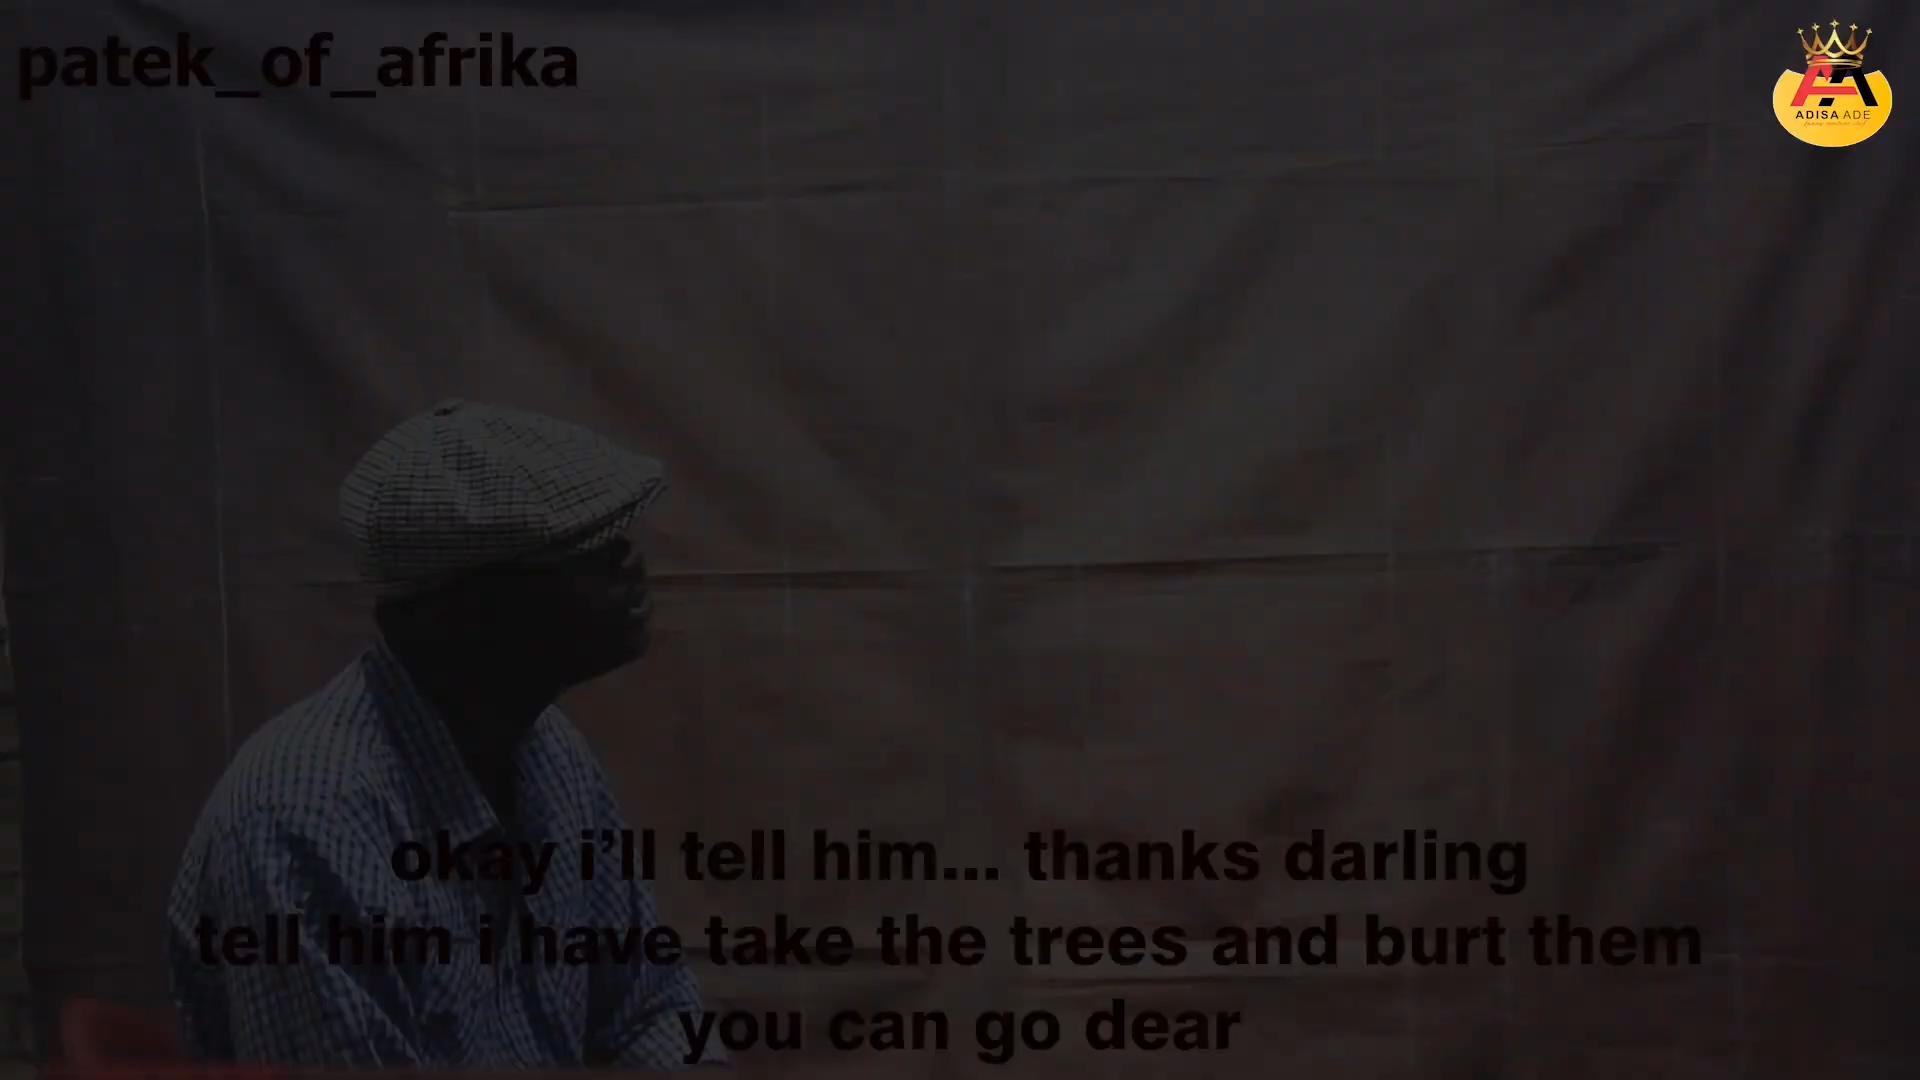 patek_of_afrika
AA
ADISA ADE
okay i'll tell him... thanks darling
tell him i have take the trees and burt them
you can go dear